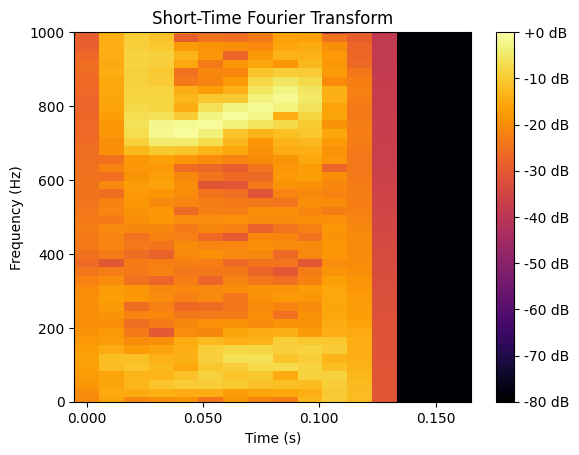 Short-Time Fourier Transform
1000
800
600
400
200
0
Frequency (Hz)
0.000
0.050
0.100
0.150
Time (s)
+0 dB
-10 dB
-20 dB
-30 dB
-40 dB
-50 dB
-60 dB
-70 dB
-80 dB